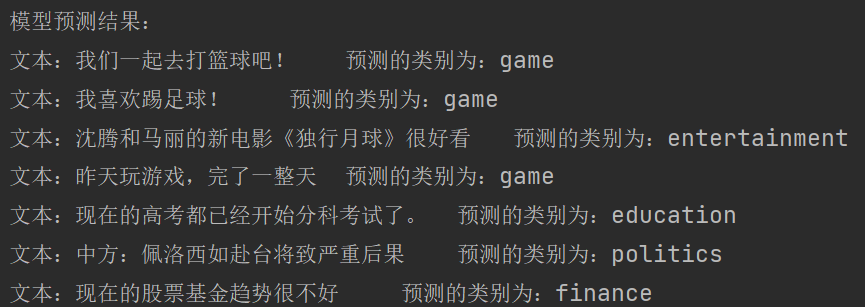 模型预测结果：
文本：我们一起去打篮球吧！ 预测的类别为：game
文本：我喜欢踢足球！ 预测的类别为：game
文本：沈腾和马丽的新电影《独行月球》很好看 预测的类别为：entertainment
文本：昨天玩游戏，完了一整天 预测的类别为：game
文本：现在的高考都已经开始分科考试了。 预测的类别为：education
文本：中方：佩洛西如赴台将致严重后果 预测的类别为：politics
文本：现在的股票基金趋势很不好 预测的类别为：finance